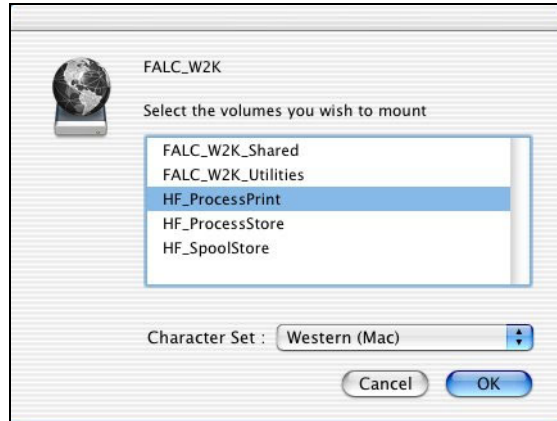 FALC_W2K
Select the volumes you wish to mount
FALC_W2K_Shared
FALC_W2K_Utilities
HF_ProcessPrint
HF_ProcessStore
HF_SpoolStore
Character Set : Western (Mac)
Cancel OK